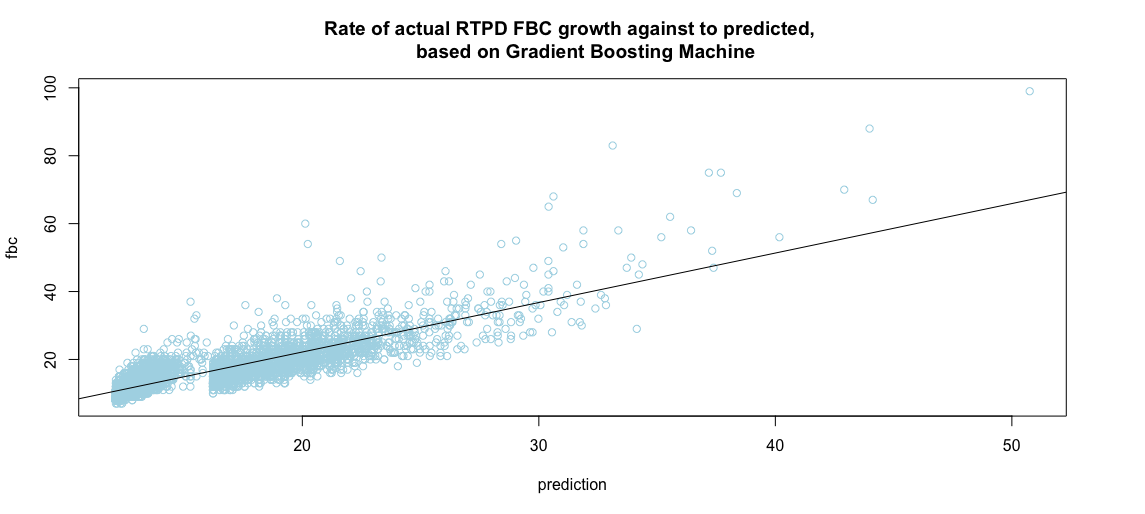 Rate of actual RTPD FBC growth against to predicted,
based on Gradient Boosting Machine
fbc
100
80
60
40
20
20 30 40 50
prediction